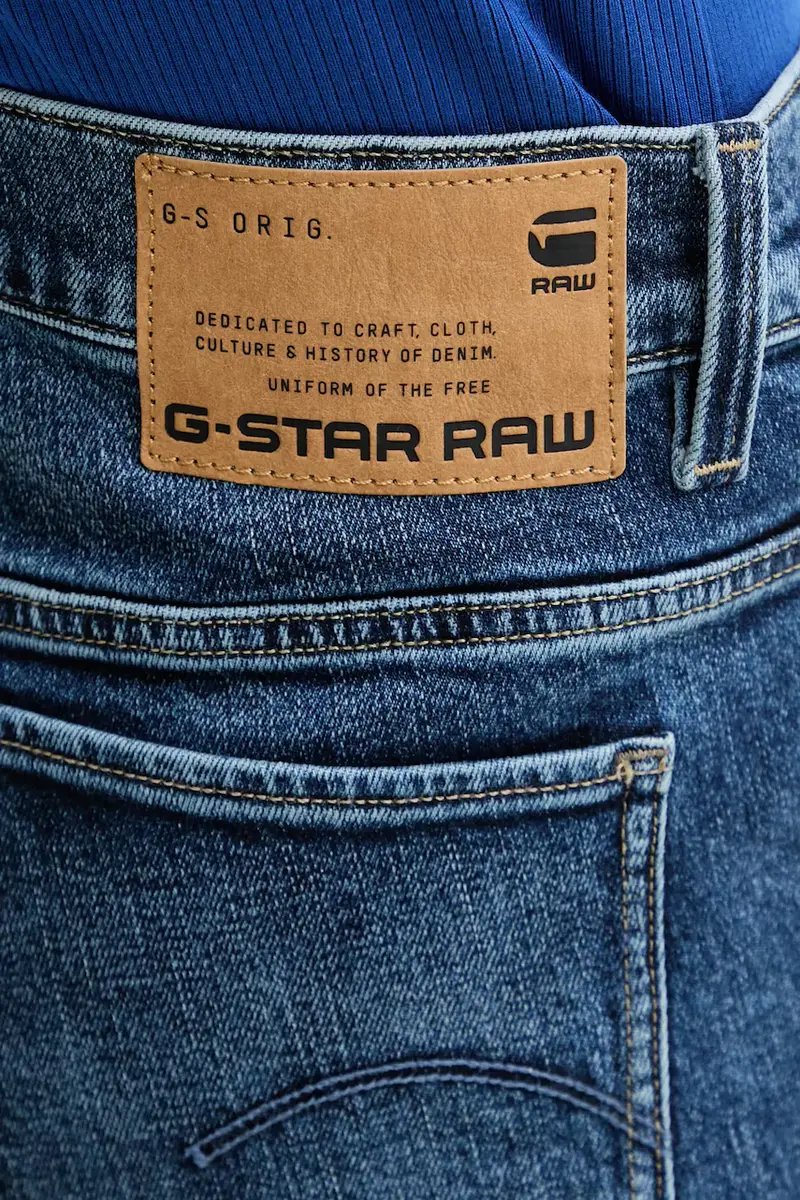 G-S ORIG.
RAW
DEDICATED TO CRAFT, CLOTH,
CULTURE & HISTORY OF DENIM.
UNIFORM OF THE FREE
G-STAR RAW